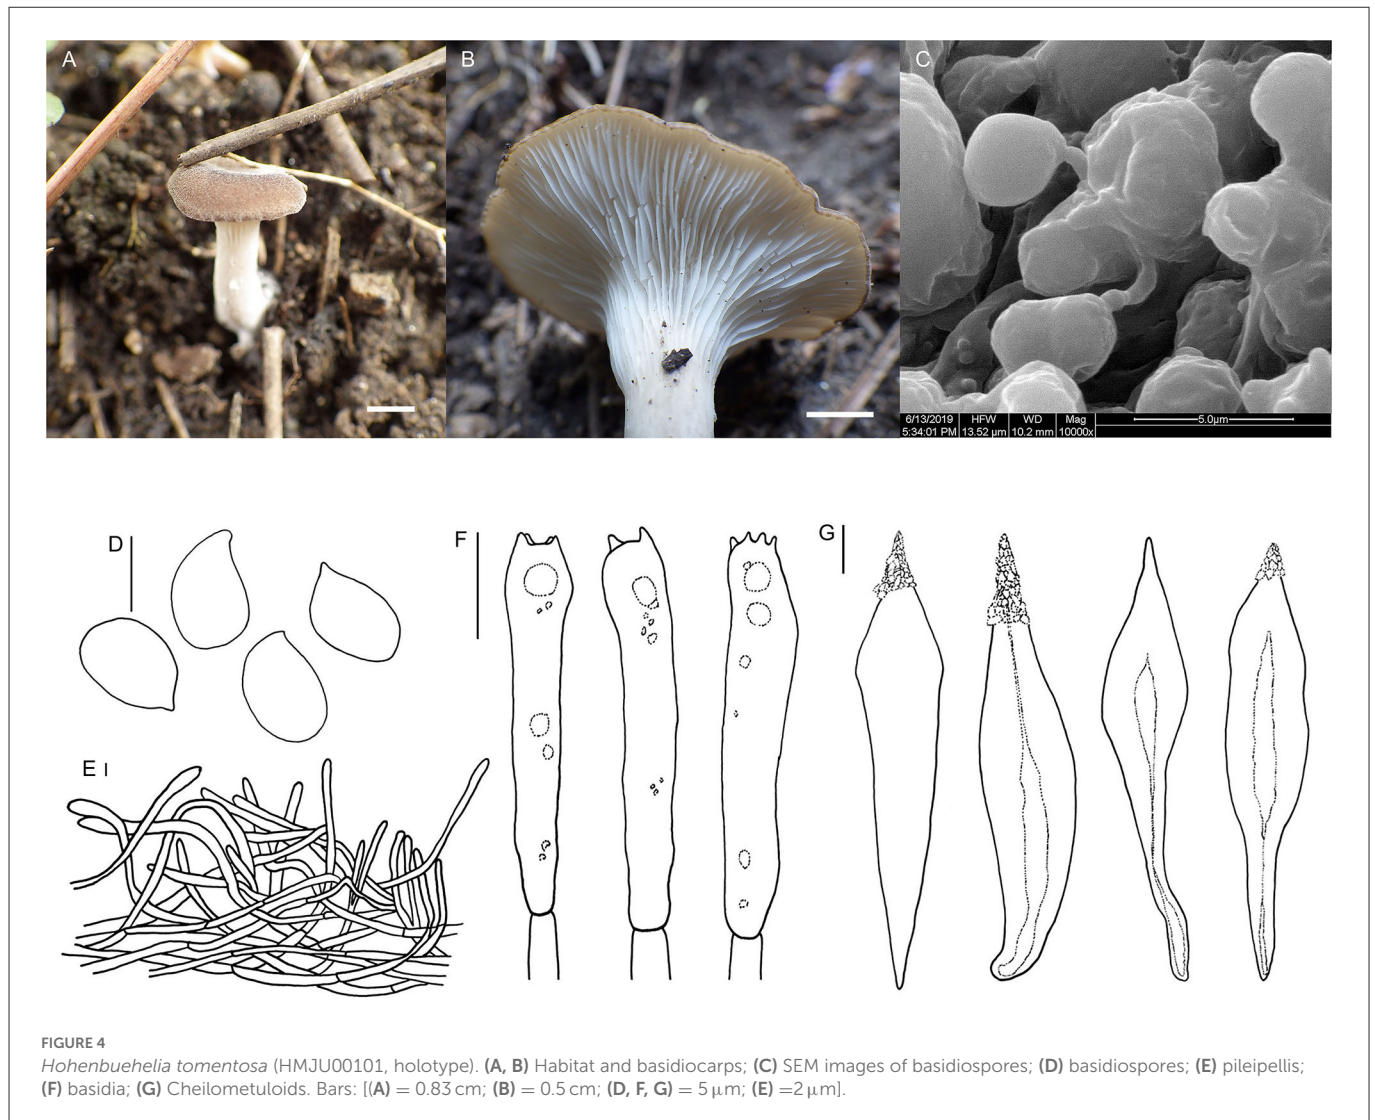 A
B
C
6/13/2019 HFW WD Mag
5:34:01 PM 13.52 µm 10.2 mm 10000x 5.0µm
D
F
G
E
FIGURE 4
Hohenbuehelia tomentosa (HMJU00101, holotype). (A, B) Habitat and basidiocarps; (C) SEM images of basidiospores; (D) basidiospores; (E) pileipellis;
(F) basidia; (G) Cheilometuloids. Bars: [(A) = 0.83 cm; (B) = 0.5 cm; (D, F, G) = 5 µm; (E) =2 µm].